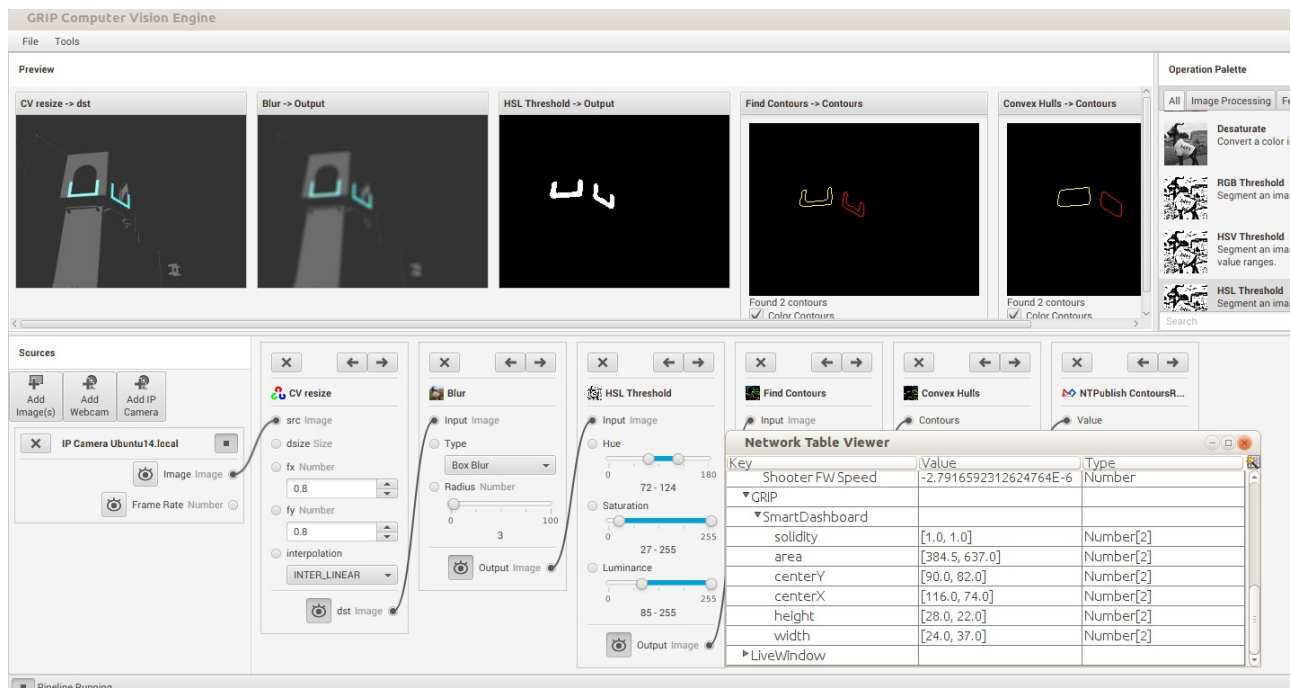 GRIP Computer Vision Engine
File Tools
Preview
Operation Palette
CV resize -> dst
Blur -> Output
HSL Threshold -> Output
Find Contours -> Contours
Convex Hulls -> Contours
Found 2 contours
Color Contours
Found 2 contours
Color Contours
All Image Processing Fe
Desaturate
Convert a color i
RGB Threshold
Segment an ima
HSV Threshold
Segment an ima
value ranges.
HSL Threshold
Segment an ima
Search
Sources
Add Image(s)
Add Webcam
Add IP Camera
IP Camera Ubuntu14.local
Image Image
Frame Rate Number
CV resize
src Image
dsize Size
fx Number
0.8
fy Number
0.8
interpolation
INTER_LINEAR
dst Image
Blur
Input Image
Type
Box Blur
Radius Number
0 100
3
Output Image
HSL Threshold
Input Image
Hue
0 180
72 - 124
Saturation
0 255
27 - 255
Luminance
0 255
85 - 255
Output Image
Find Contours
Input Image
Convex Hulls
Contours
NTPublish ContoursR...
Value
Network Table Viewer
Key Value Type
Shooter FW Speed -2.7916592312624764E-6 Number
GRIP
SmartDashboard
solidity [1.0, 1.0] Number[2]
area [384.5, 637.0] Number[2]
centerY [90.0, 82.0] Number[2]
centerX [116.0, 74.0] Number[2]
height [28.0, 22.0] Number[2]
width [24.0, 37.0] Number[2]
LiveWindow
Pipeline Running